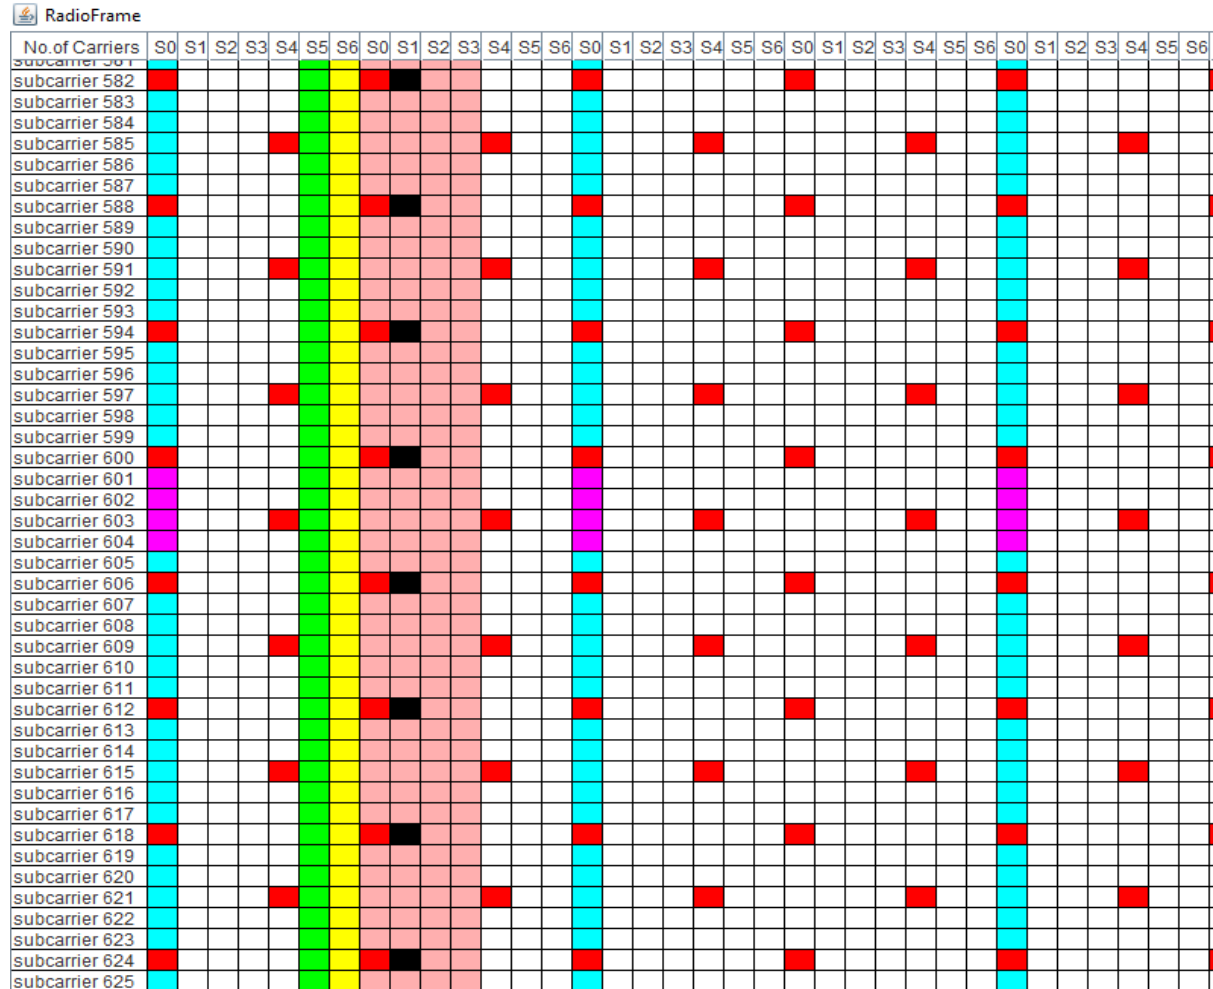 RadioFrame
No.of Carriers S0 S1 S2 S3 S4 S5 S6 S0 S1 S2 S3 S4 S5 S6 S0 S1 S2 S3 S4 S5 S6 S0 S1 S2 S3 S4 S5 S6 S0 S1 S2 S3 S4 S5 S6
subcarrier 581
subcarrier 582
subcarrier 583
subcarrier 584
subcarrier 585
subcarrier 586
subcarrier 587
subcarrier 588
subcarrier 589
subcarrier 590
subcarrier 591
subcarrier 592
subcarrier 593
subcarrier 594
subcarrier 595
subcarrier 596
subcarrier 597
subcarrier 598
subcarrier 599
subcarrier 600
subcarrier 601
subcarrier 602
subcarrier 603
subcarrier 604
subcarrier 605
subcarrier 606
subcarrier 607
subcarrier 608
subcarrier 609
subcarrier 610
subcarrier 611
subcarrier 612
subcarrier 613
subcarrier 614
subcarrier 615
subcarrier 616
subcarrier 617
subcarrier 618
subcarrier 619
subcarrier 620
subcarrier 621
subcarrier 622
subcarrier 623
subcarrier 624
subcarrier 625